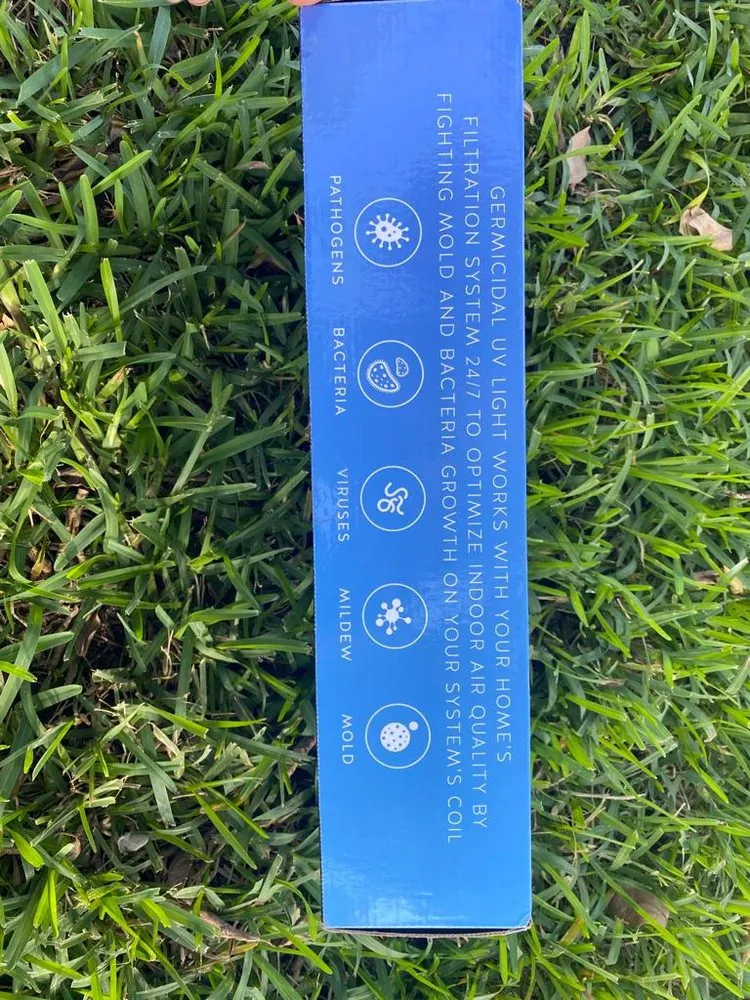 GERMICIDAL UV LIGHT WORKS WITH YOUR HOME'S
FILTRATION SYSTEM 24/7 TO OPTIMIZE INDOOR AIR QUALITY BY
FIGHTING MOLD AND BACTERIA GROWTH ON YOUR SYSTEM'S COIL
PATHOGENS
BACTERIA
VIRUSES
MILDEW
MOLD